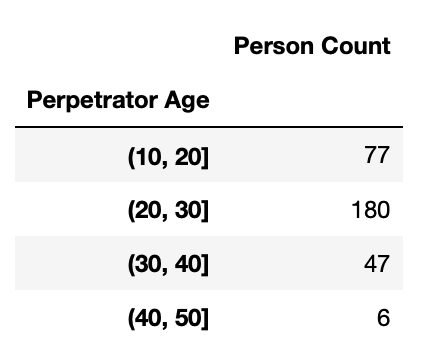 Person Count
Perpetrator Age
(10, 20] 77
(20, 30] 180
(30, 40] 47
(40, 50] 6